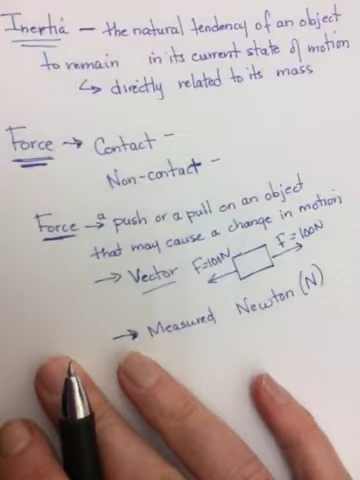 Inertia – the natural tendency of an object
to remain in its current state of motion
↳ directly related to its mass
Force → Contact –
Non-contact –
Force → a push or a pull on an object
that may cause a change in motion
→ Vector F=100N F=100N
→ Measured Newton (N)